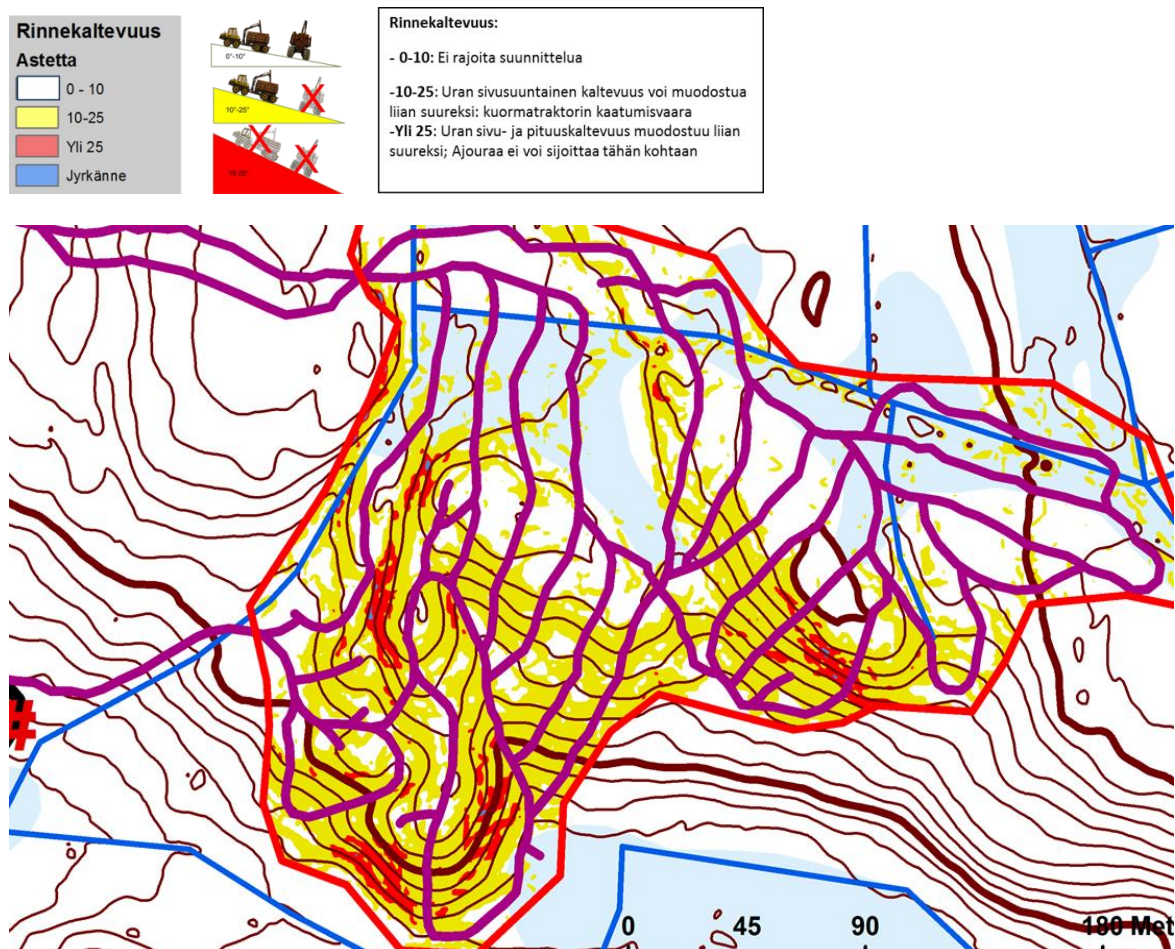 Rinnekaltevuus
Astetta
0 - 10
10-25
Yli 25
Jyrkänne
0°-10°
10°-25°
Yli 25°
Rinnekaltevuus:
- 0-10: Ei rajoita suunnittelua
-10-25: Uran sivusuuntainen kaltevuus voi muodostua
liian suureksi: kuormatraktorin kaatumisvaara
-Yli 25: Uran sivu- ja pituuskaltevuus muodostuu liian
suureksi; Ajouraa ei voi sijoittaa tähän kohtaan
#
0 45 90 180 Met